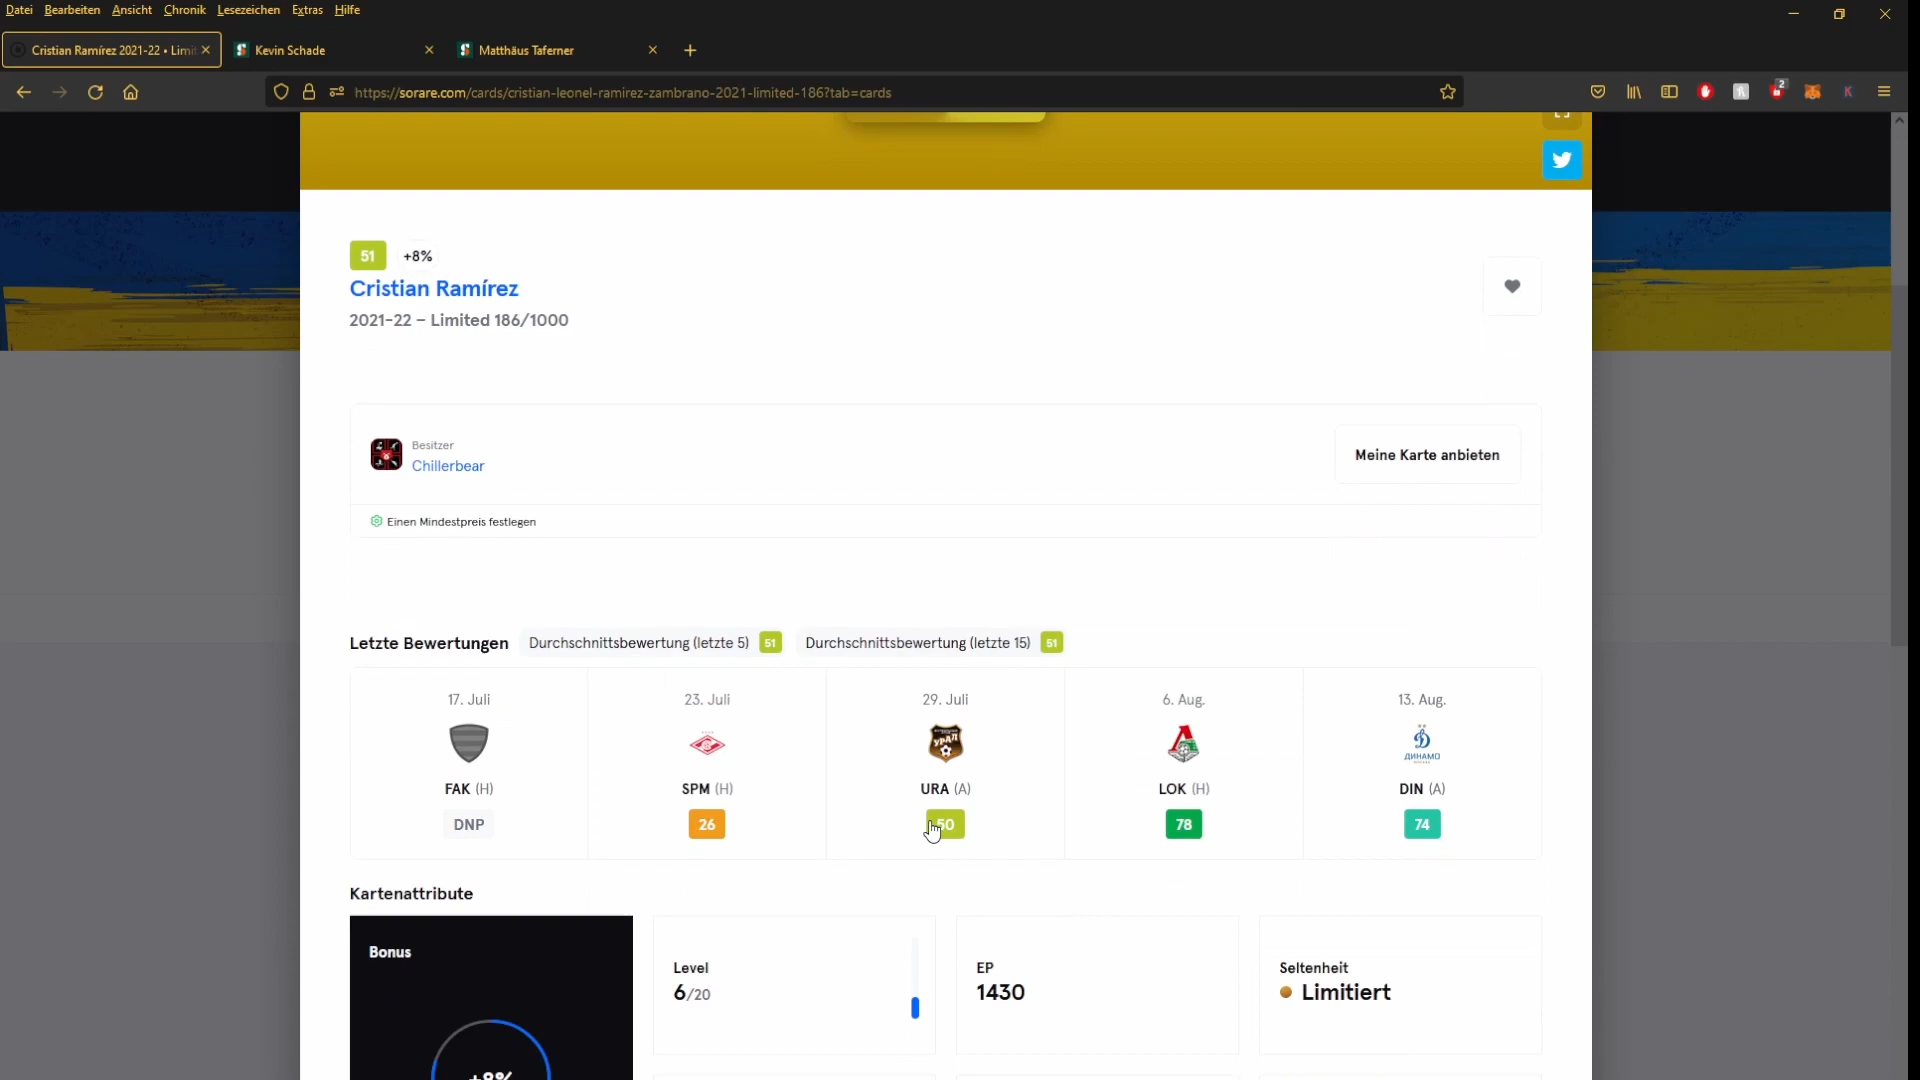 Datei Bearbeiten Ansicht Chronik Lesezeichen Extras Hilfe
Cristian Ramírez 2021-22 • Limi
Kevin Schade
Matthäus Taferner
https://sorare.com/cards/cristian-leonel-ramirez-zambrano-2021-limited-186?tab=cards
2
51 +8%
Cristian Ramírez
2021-22 – Limited 186/1000
Besitzer
Chillerbear
Meine Karte anbieten
Einen Mindestpreis festlegen
Letzte Bewertungen Durchschnittsbewertung (letzte 5) 51 Durchschnittsbewertung (letzte 15) 51
17. Juli 23. Juli 29. Juli 6. Aug. 13. Aug.
УРАЛ
ДИНАМО
FAK (H) SPM (H) URA (A) LOK (H) DIN (A)
DNP 26 50 78 74
Kartenattribute
Bonus
Level
6/20
EP
1430
Seltenheit
Limitiert
+8%